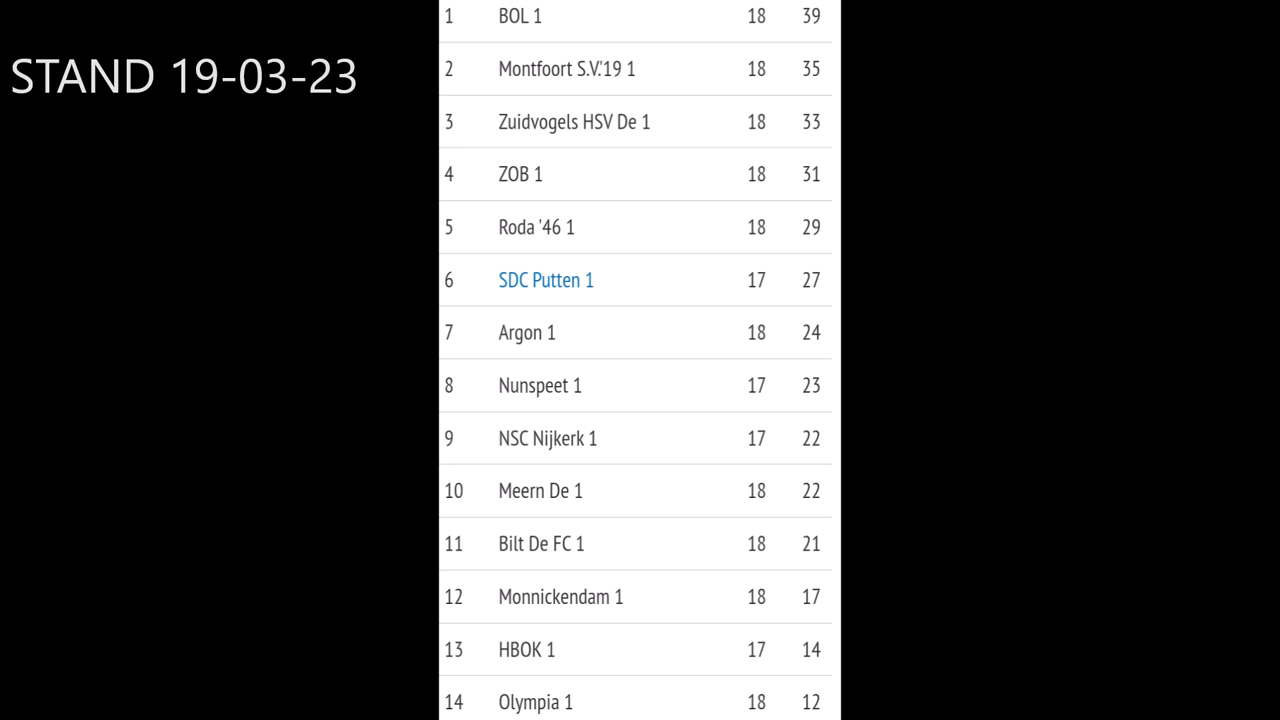 STAND 19-03-23
1 BOL 1 18 39
2 Montfoort S.V.'19 1 18 35
3 Zuidvogels HSV De 1 18 33
4 ZOB 1 18 31
5 Roda '46 1 18 29
6 SDC Putten 1 17 27
7 Argon 1 18 24
8 Nunspeet 1 17 23
9 NSC Nijkerk 1 17 22
10 Meern De 1 18 22
11 Bilt De FC 1 18 21
12 Monnickendam 1 18 17
13 HBOK 1 17 14
14 Olympia 1 18 12